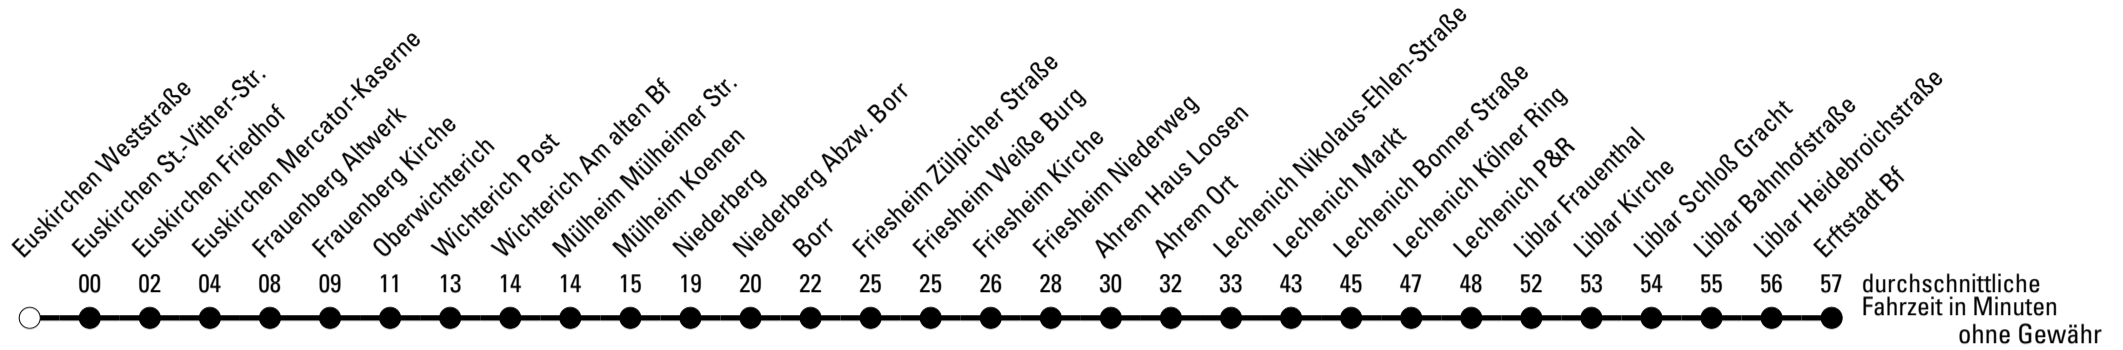 Euskirchen Weststraße
Euskirchen St.-Vither-Str.
Euskirchen Friedhof
Euskirchen Mercator-Kaserne
Frauenberg Altwerk
Frauenberg Kirche
Oberwichterich
Wichterich Post
Wichterich Am alten Bf
Mülheim Mülheimer Str.
Mülheim Koenen
Niederberg
Niederberg Abzw. Borr
Borr
Friesheim Zülpicher Straße
Friesheim Weiße Burg
Friesheim Kirche
Friesheim Niederweg
Ahrem Haus Loosen
Ahrem Ort
Lechenich Nikolaus-Ehlen-Straße
Lechenich Markt
Lechenich Bonner Straße
Lechenich Kölner Ring
Lechenich P&R
Liblar Frauenthal
Liblar Kirche
Liblar Schloß Gracht
Liblar Bahnhofstraße
Liblar Heidebroichstraße
Erftstadt Bf
00 02 04 08 09 11 13 14 14 15 19 20 22 25 25 26 28 30 32 33 43 45 47 48 52 53 54 55 56 57 durchschnittliche
Fahrzeit in Minuten
ohne Gewähr